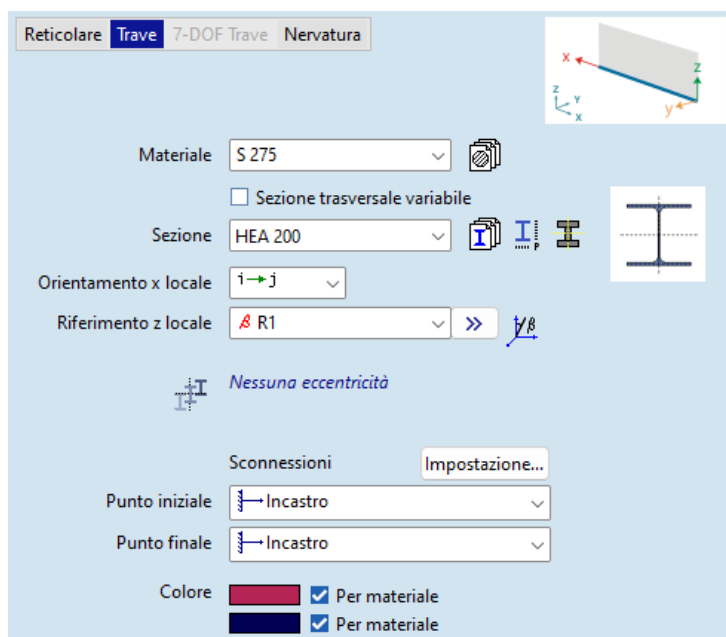 Reticolare Trave 7-DOF Trave Nervatura
x z y
z Y X
Materiale S 275
Sezione trasversale variabile
Sezione HEA 200 P
Orientamento x locale i→j
Riferimento z locale β R1 » β
Nessuna eccentricità
Sconnessioni Impostazione...
Punto iniziale Incastro
Punto finale Incastro
Colore Per materiale
Per materiale